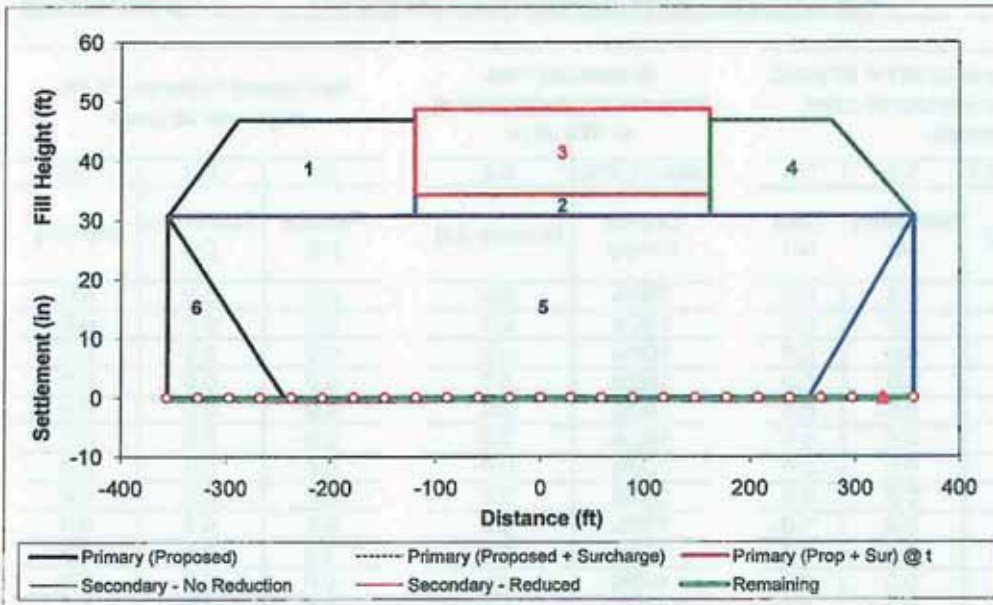 60
50
40
30
20
10
0
-10
Fill Height (ft)
Settlement (in)
1
3
4
2
6
5
-400
-300
-200
-100
0
100
200
300
400
Distance (ft)
Primary (Proposed)
Primary (Proposed + Surcharge)
Primary (Prop + Sur) @ t
Secondary - No Reduction
Secondary - Reduced
Remaining